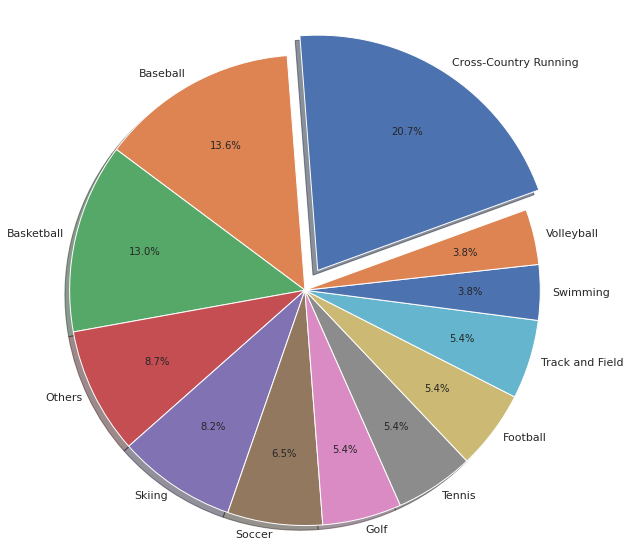 Cross-Country Running
20.7%
Baseball
13.6%
Basketball
13.0%
Others
8.7%
Skiing
8.2%
Soccer
6.5%
Golf
5.4%
Tennis
5.4%
Football
5.4%
Track and Field
5.4%
Swimming
3.8%
Volleyball
3.8%